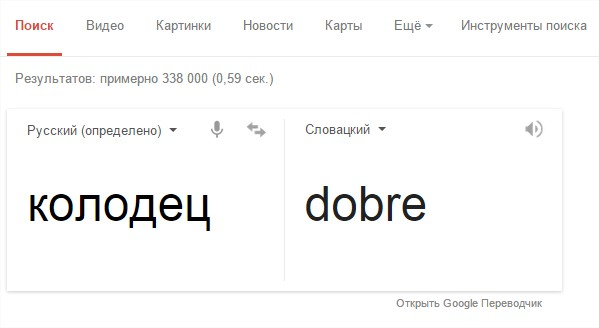 Поиск Видео Картинки Новости Карты Ещё Инструменты поиска
Результатов: примерно 338 000 (0,59 сек.)
Русский (определено) Словацкий
колодец dobre
Открыть Google Переводчик